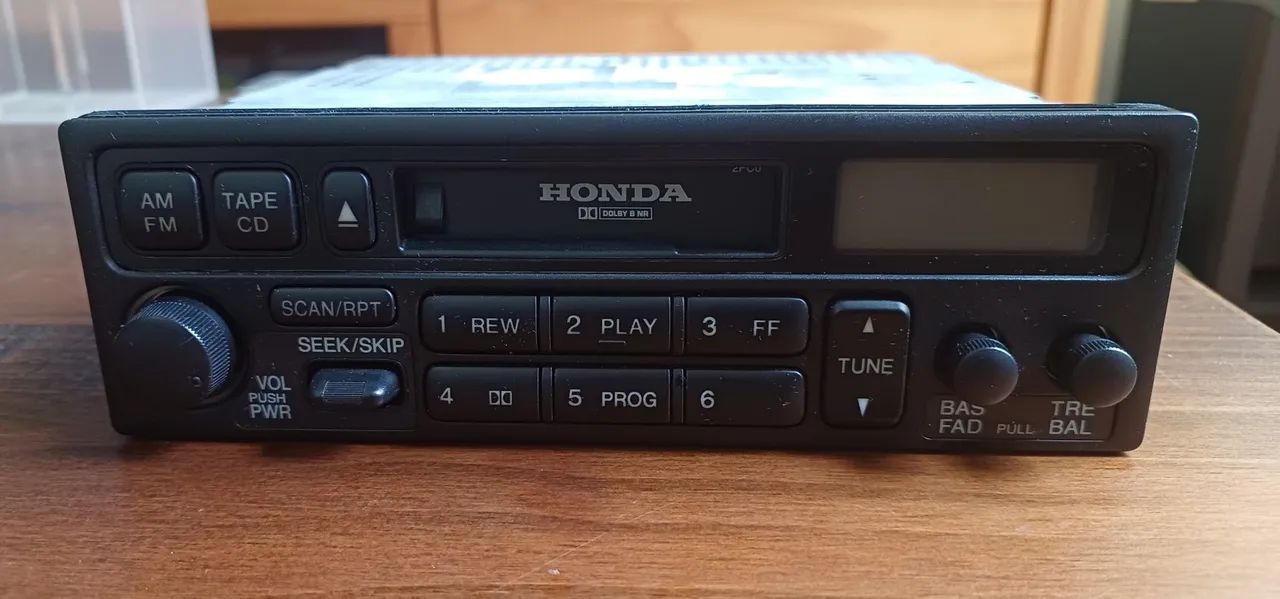 AM
FM
TAPE
CD
HONDA
DOLBY B NR
SCAN/RPT
SEEK/SKIP
VOL
PUSH
PWR
1 REW
2 PLAY
3 FF
4
5 PROG
6
TUNE
BAS
FAD
PULL
TRE
BAL